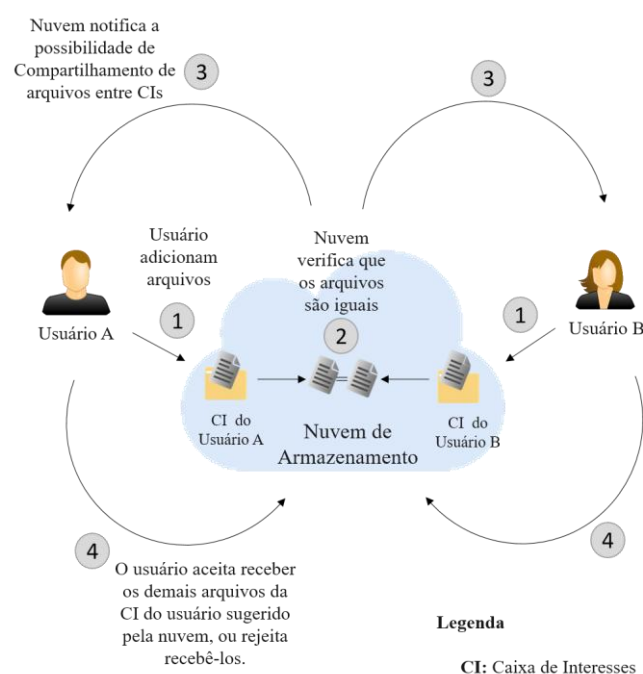 Nuvem notifica a
possibilidade de
Compartilhamento de
arquivos entre CIs
3
3
Usuário
adicionam
arquivos
Nuvem
verifica que
os arquivos
são iguais
1
2
1
Usuário A
Usuário B
=
CI do
Usuário A
CI do
Usuário B
Nuvem de
Armazenamento
4
4
O usuário aceita receber
os demais arquivos da
CI do usuário sugerido
pela nuvem, ou rejeita
recebê-los.
Legenda
CI: Caixa de Interesses